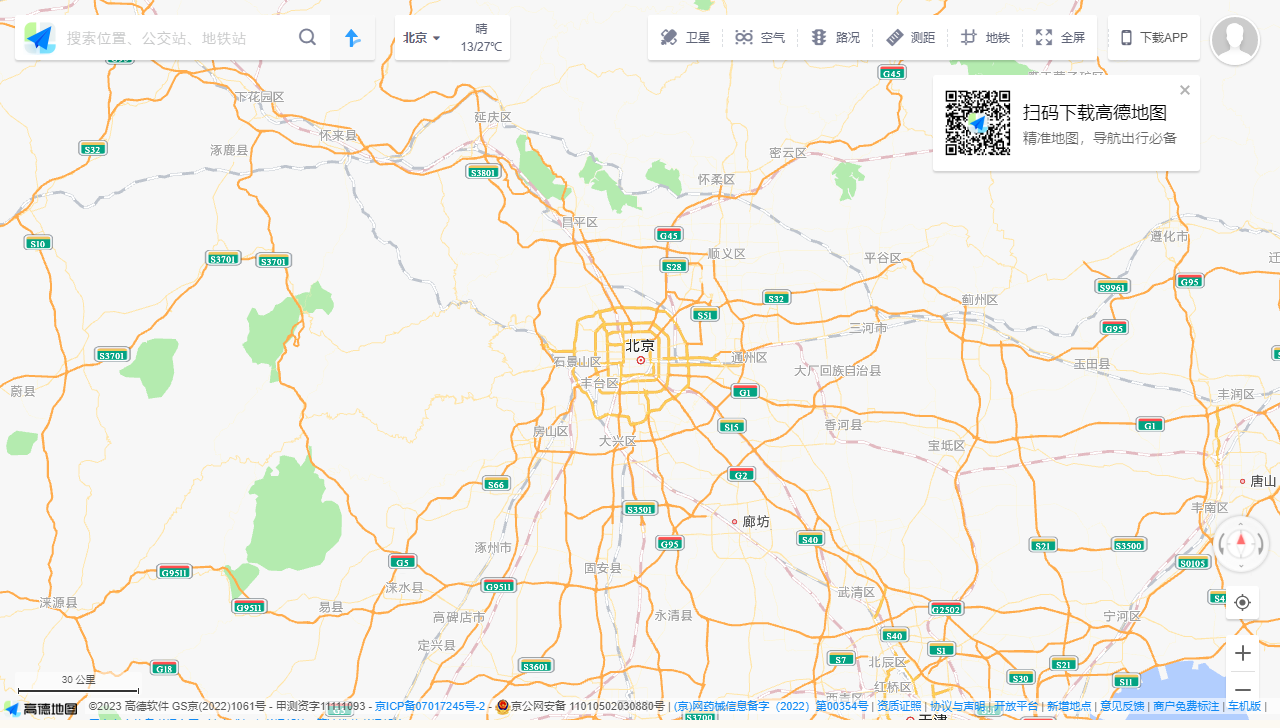 搜索位置、公交站、地铁站
北京
晴
13/27℃
卫星
空气
路况
测距
地铁
全屏
下载APP
扫码下载高德地图
精准地图，导航出行必备
G45
下花园区
延庆区
怀来县
S32
涿鹿县
密云区
S3801
怀柔区
昌平区
G45
S10
遵化市
顺义区
S3701
S3701
平谷区
S28
G95
S9961
S32
蓟州区
S51
三河市
G95
北京
S3701
石景山区
通州区
玉田县
大厂回族自治县
丰台区
蔚县
G1
丰润区
香河县
G1
S15
房山区
大兴区
宝坻区
G2
唐山
S66
S3501
丰南区
廊坊
S40
G95
S21
S3500
涿州市
G5
S0105
固安县
G9511
G9511
涞水县
武清区
涞源县
G9511
易县
G2502
高碑店市
永清县
宁河区
S40
定兴县
S1
S7
北辰区
S21
S3601
G18
S30
S11
30 公里
红桥区
高德地图
©2023 高德软件 GS京(2022)1061号 - 甲测资字11111093 - 京ICP备07017245号-2 - 京公网安备 11010502030880号 | (京)网药械信息备字（2022）第00354号 | 资质证照 | 协议与声明 | 开放平台 | 新增地点 | 意见反馈 | 商户免费标注 | 车机版 |
S3700